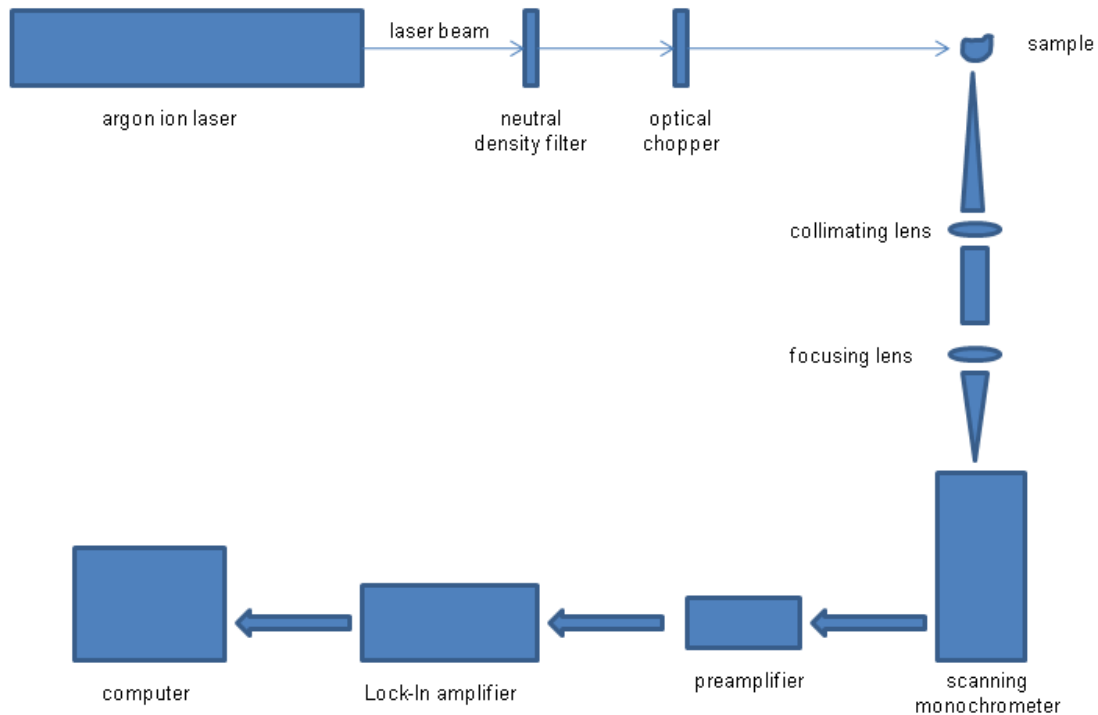 laser beam
sample
argon ion laser
neutral
density filter
optical
chopper
collimating lens
focusing lens
computer
Lock-In amplifier
preamplifier
scanning
monochrometer